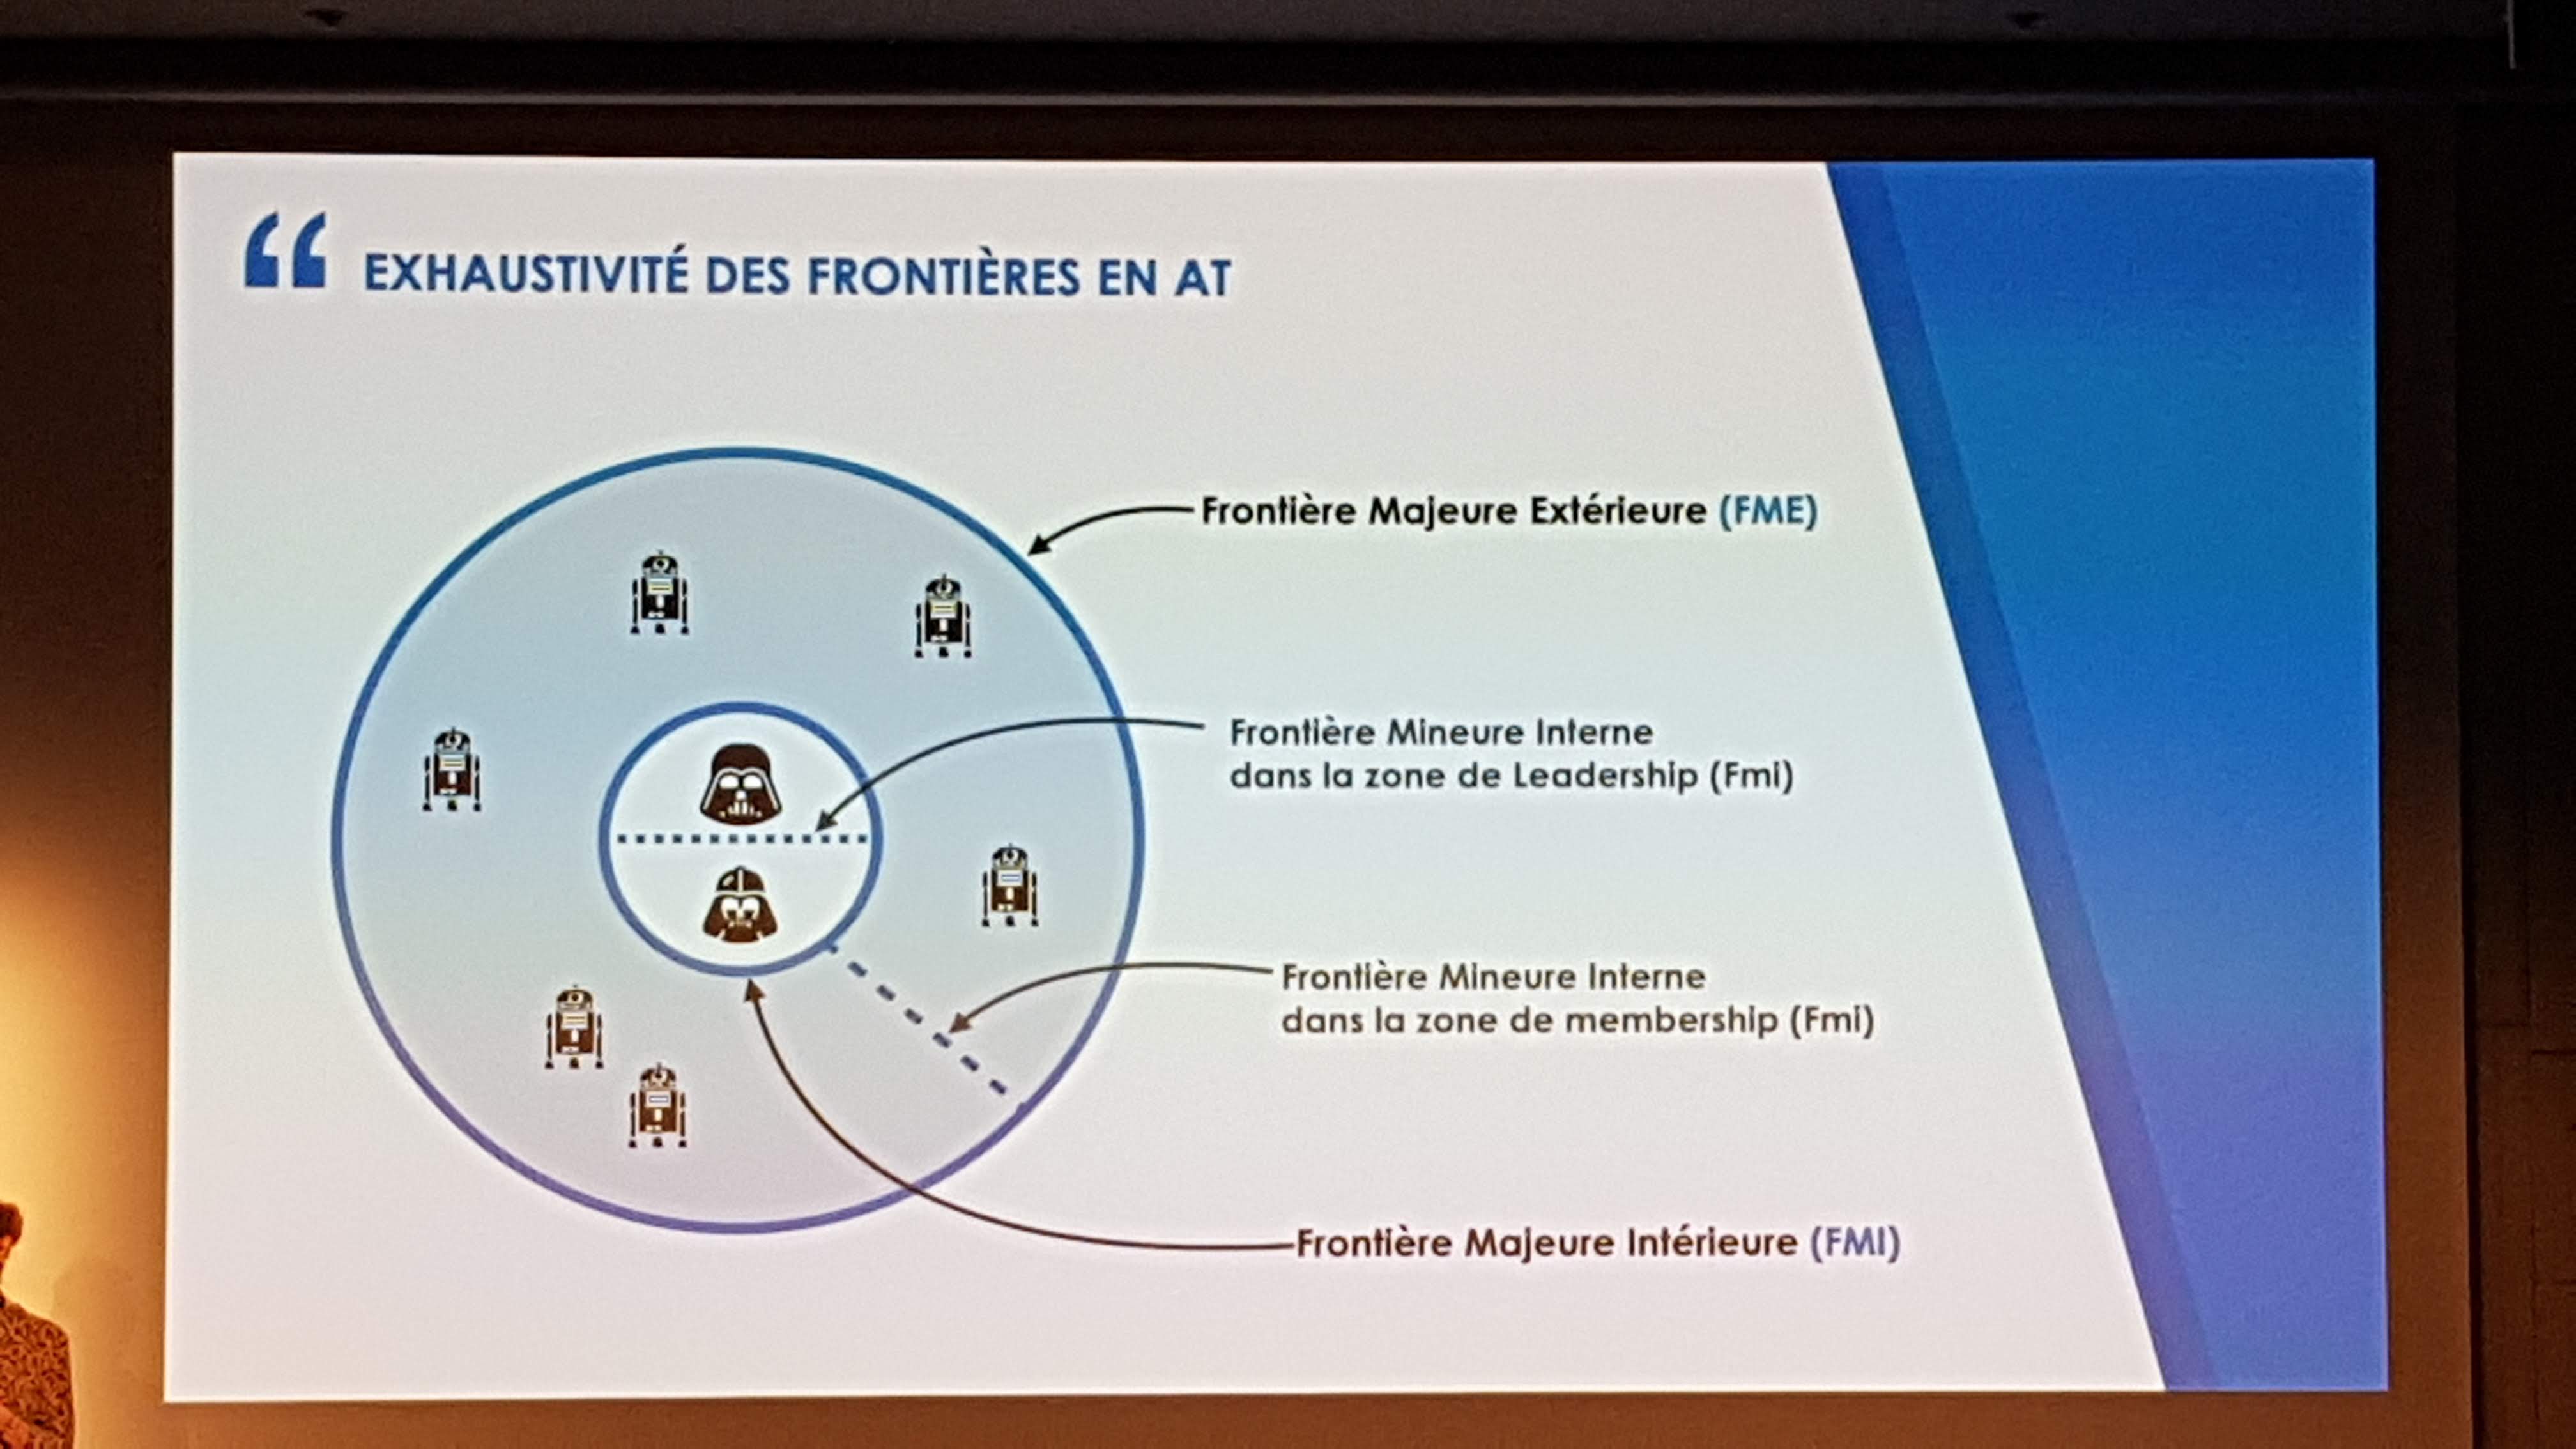 “ EXHAUSTIVITÉ DES FRONTIÈRES EN AT
Frontière Majeure Extérieure (FME)
Frontière Mineure Interne
dans la zone de Leadership (Fmi)
Frontière Mineure Interne
dans la zone de membership (Fmi)
Frontière Majeure Intérieure (FMI)